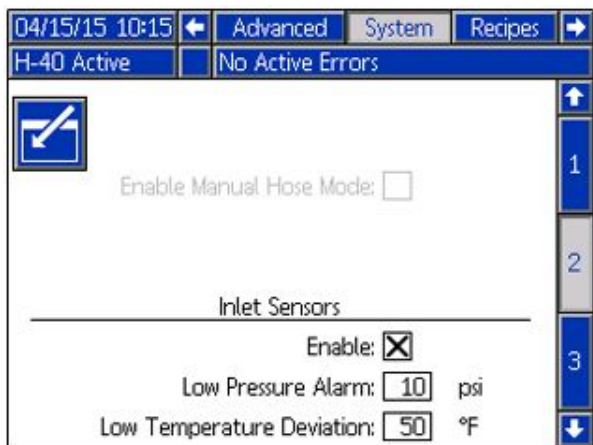 04/15/15 10:15 Advanced System Recipes
H-40 Active No Active Errors
1
Enable Manual Hose Mode:
2
Inlet Sensors
Enable:
3
Low Pressure Alarm: 10 psi
Low Temperature Deviation: 50 °F